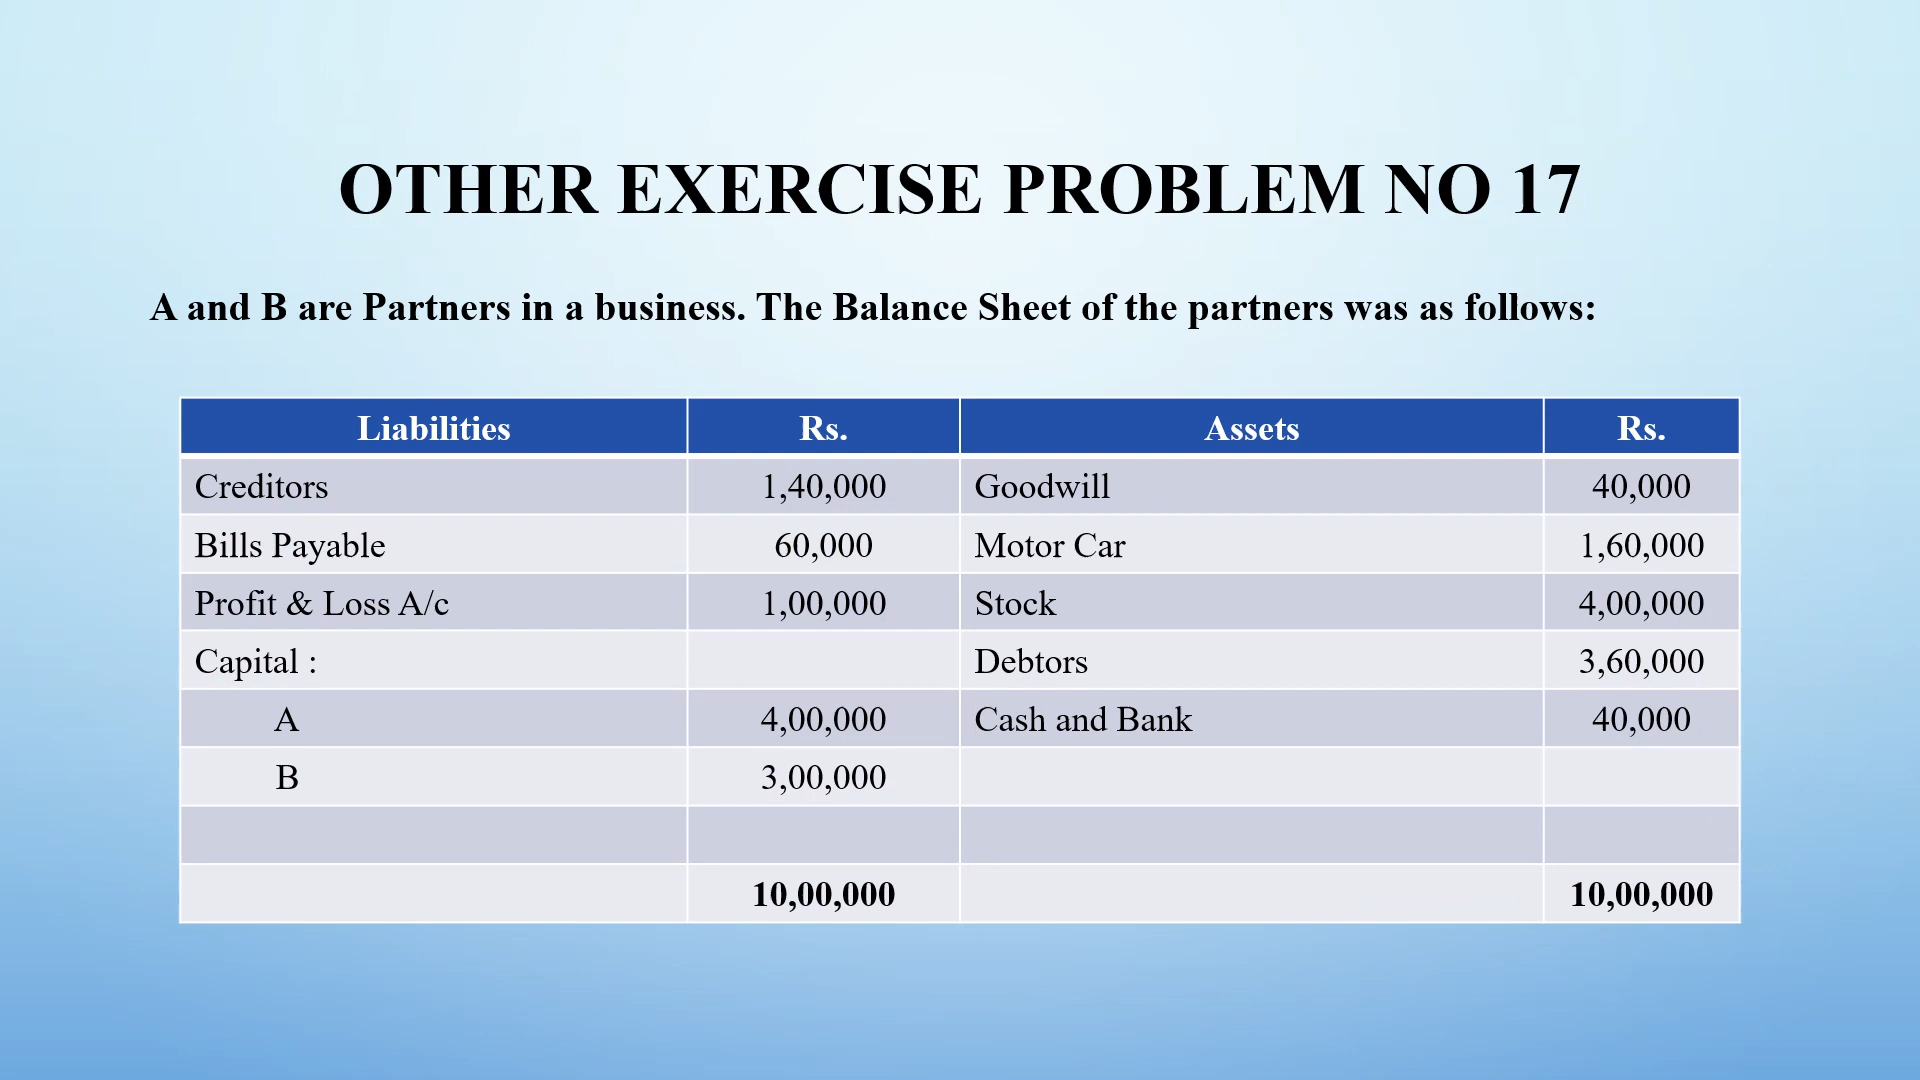 OTHER EXERCISE PROBLEM NO 17
A and B are Partners in a business. The Balance Sheet of the partners was as follows:
Liabilities Rs. Assets Rs.
Creditors 1,40,000 Goodwill 40,000
Bills Payable 60,000 Motor Car 1,60,000
Profit & Loss A/c 1,00,000 Stock 4,00,000
Capital : Debtors 3,60,000
A 4,00,000 Cash and Bank 40,000
B 3,00,000
10,00,000 10,00,000